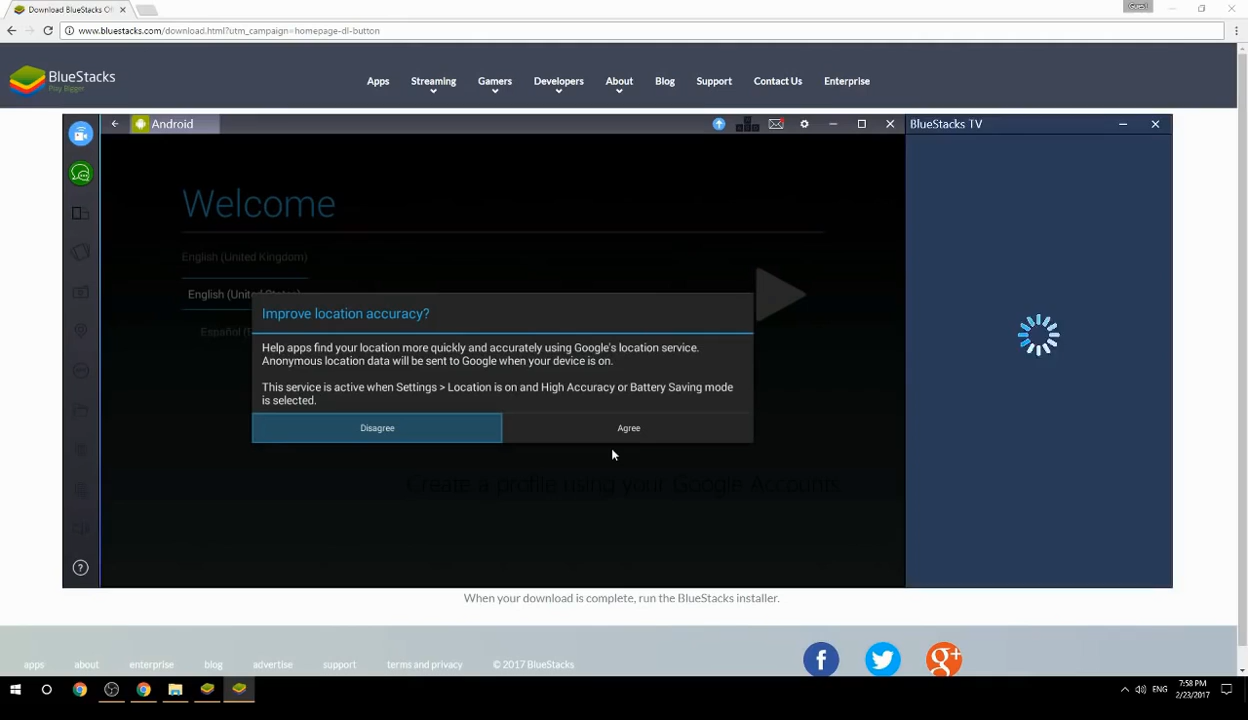 Download BlueStacks Of
Guest
www.bluestacks.com/download.html?utm_campaign=homepage-dl-button
BlueStacks
Play Bigger
Apps Streaming Gamers Developers About Blog Support Contact Us Enterprise
Android
BlueStacks TV
Welcome
English (United Kingdom)
English (United States)
Español (
Improve location accuracy?
Help apps find your location more quickly and accurately using Google's location service.
Anonymous location data will be sent to Google when your device is on.
This service is active when Settings > Location is on and High Accuracy or Battery Saving mode
is selected.
Disagree Agree
Create a profile using your Google Accounts
When your download is complete, run the BlueStacks installer.
apps about enterprise blog advertise support terms and privacy © 2017 BlueStacks
ENG
7:58 PM
2/23/2017